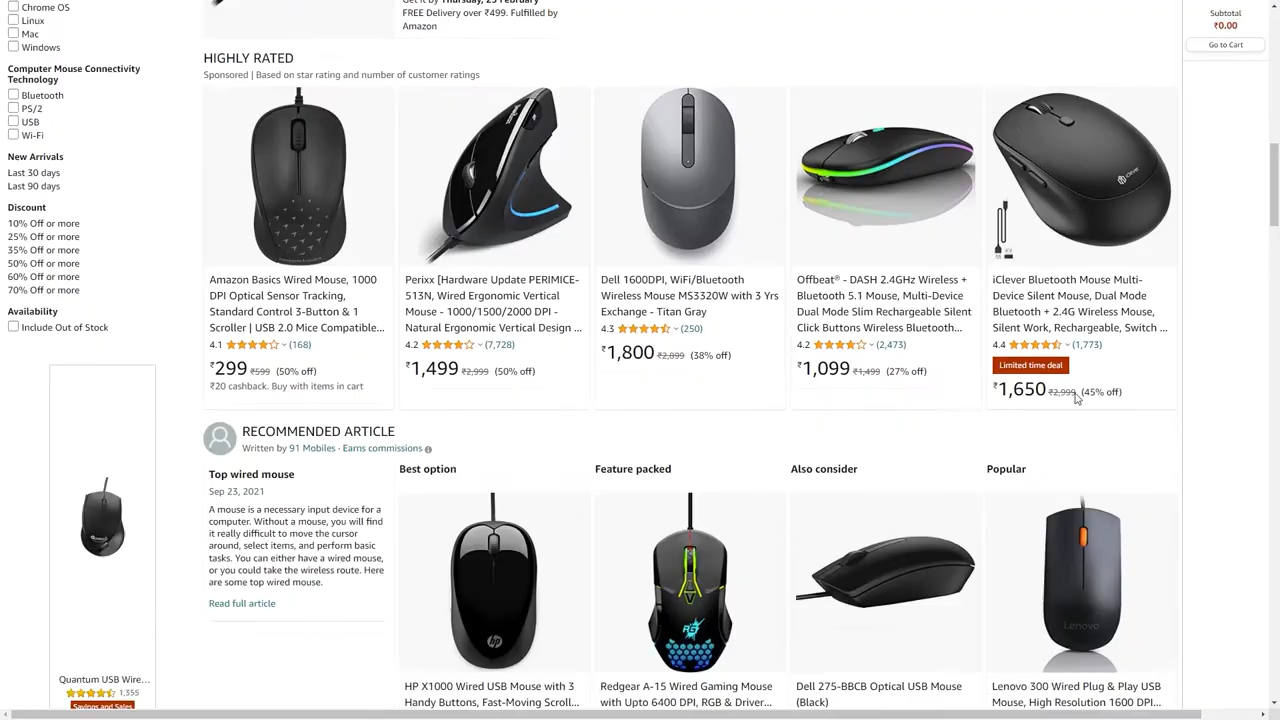 Chrome OS
Linux
Mac
Windows
Computer Mouse Connectivity
Technology
Bluetooth
PS/2
USB
Wi-Fi
New Arrivals
Last 30 days
Last 90 days
Discount
10% Off or more
25% Off or more
35% Off or more
50% Off or more
60% Off or more
70% Off or more
Availability
Include Out of Stock
Quantum USB Wire...
1,355
Savings and Sales
Get it by Thursday, 23 February
FREE Delivery over ₹499. Fulfilled by
Amazon
HIGHLY RATED
Sponsored | Based on star rating and number of customer ratings
Amazon Basics Wired Mouse, 1000
DPI Optical Sensor Tracking,
Standard Control 3-Button & 1
Scroller | USB 2.0 Mice Compatible...
4.1 (168)
₹299 ₹599 (50% off)
₹20 cashback. Buy with items in cart
Perixx [Hardware Update PERIMICE-
513N, Wired Ergonomic Vertical
Mouse - 1000/1500/2000 DPI -
Natural Ergonomic Vertical Design ...
4.2 (7,728)
₹1,499 ₹2,999 (50% off)
Dell 1600DPI, WiFi/Bluetooth
Wireless Mouse MS3320W with 3 Yrs
Exchange - Titan Gray
4.3 (250)
₹1,800 ₹2,899 (38% off)
Offbeat® - DASH 2.4GHz Wireless +
Bluetooth 5.1 Mouse, Multi-Device
Dual Mode Slim Rechargeable Silent
Click Buttons Wireless Bluetooth...
4.2 (2,473)
₹1,099 ₹1,499 (27% off)
iClever
iClever Bluetooth Mouse Multi-
Device Silent Mouse, Dual Mode
Bluetooth + 2.4G Wireless Mouse,
Silent Work, Rechargeable, Switch ...
4.4 (1,773)
Limited time deal
₹1,650 ₹2,999 (45% off)
RECOMMENDED ARTICLE
Written by 91 Mobiles · Earns commissions
Top wired mouse
Sep 23, 2021
A mouse is a necessary input device for a
computer. Without a mouse, you will find
it really difficult to move the cursor
around, select items, and perform basic
tasks. You can either have a wired mouse,
or you could take the wireless route. Here
are some top wired mouse.
Read full article
Best option
hp
HP X1000 Wired USB Mouse with 3
Handy Buttons, Fast-Moving Scroll...
Feature packed
RG
Redgear A-15 Wired Gaming Mouse
with Upto 6400 DPI, RGB & Driver...
Also consider
Dell 275-BBCB Optical USB Mouse
(Black)
Popular
Lenovo
Lenovo 300 Wired Plug & Play USB
Mouse, High Resolution 1600 DPI...
Subtotal
₹0.00
Go to Cart